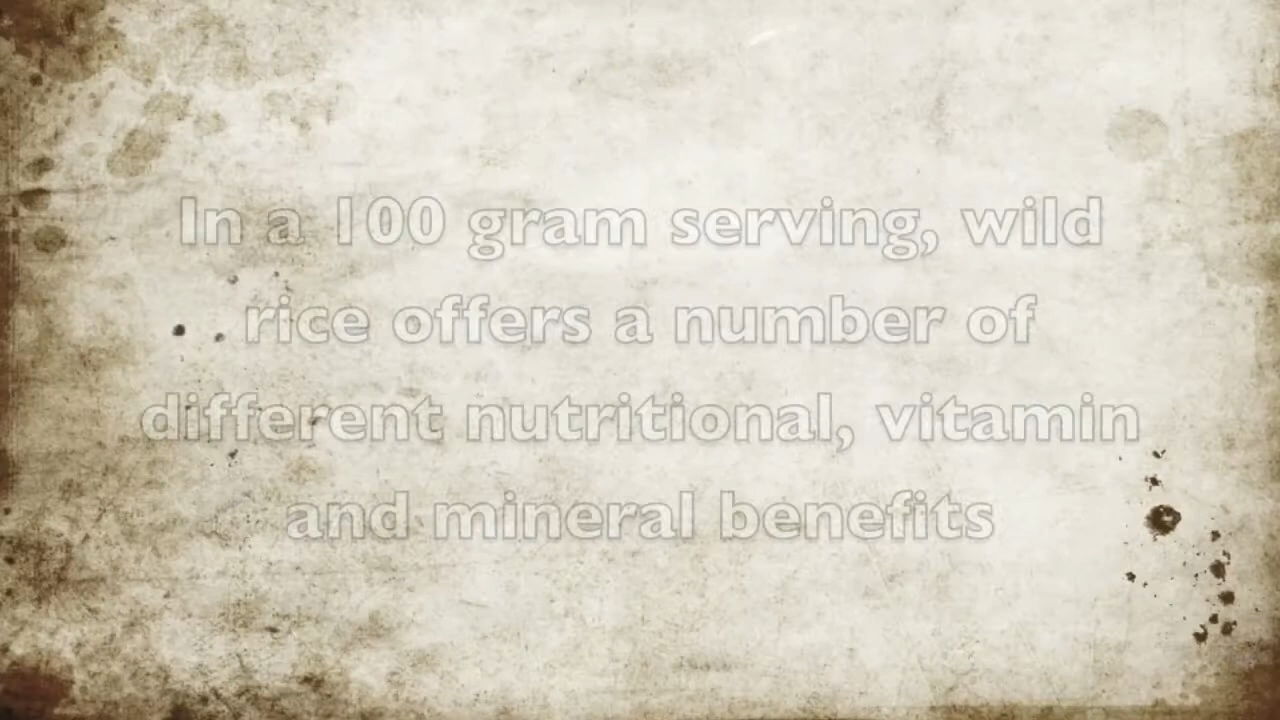 In a 100 gram serving, wild
rice offers a number of
different nutritional, vitamin
and mineral benefits